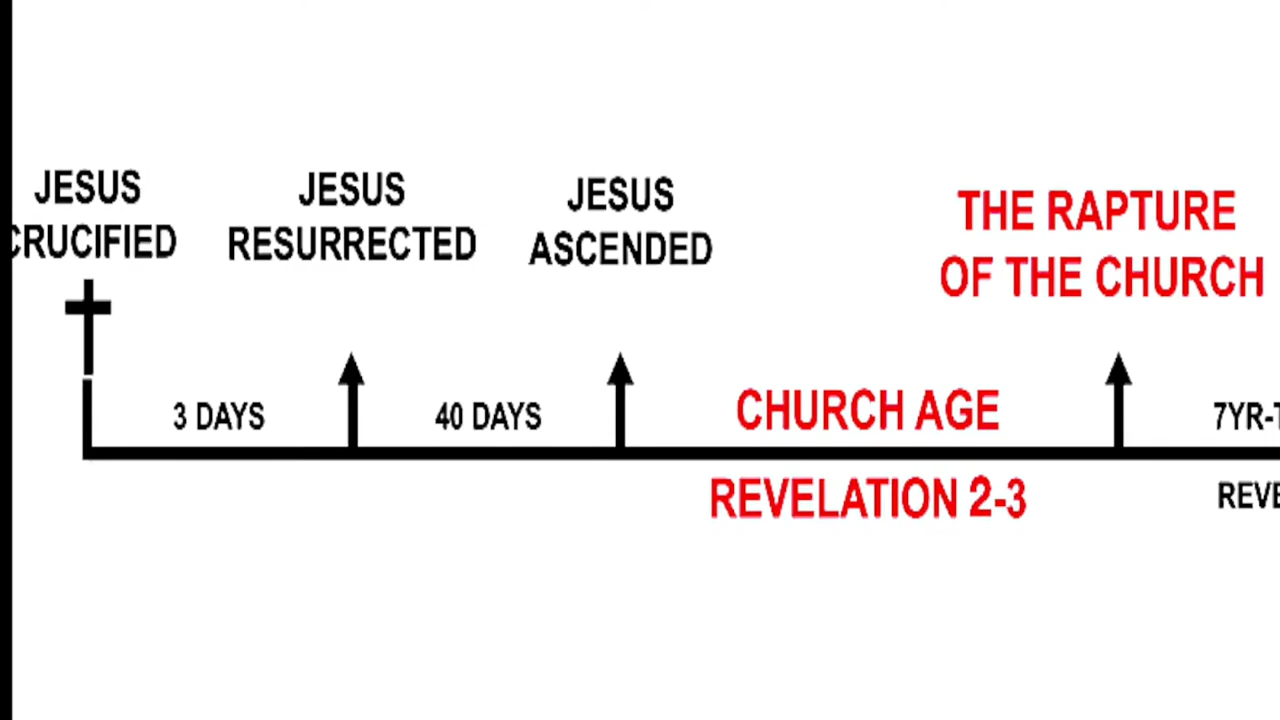 JESUS
CRUCIFIED
JESUS
RESURRECTED
JESUS
ASCENDED
THE RAPTURE
OF THE CHURCH
3 DAYS
40 DAYS
CHURCH AGE
7YR-
REVELATION 2-3